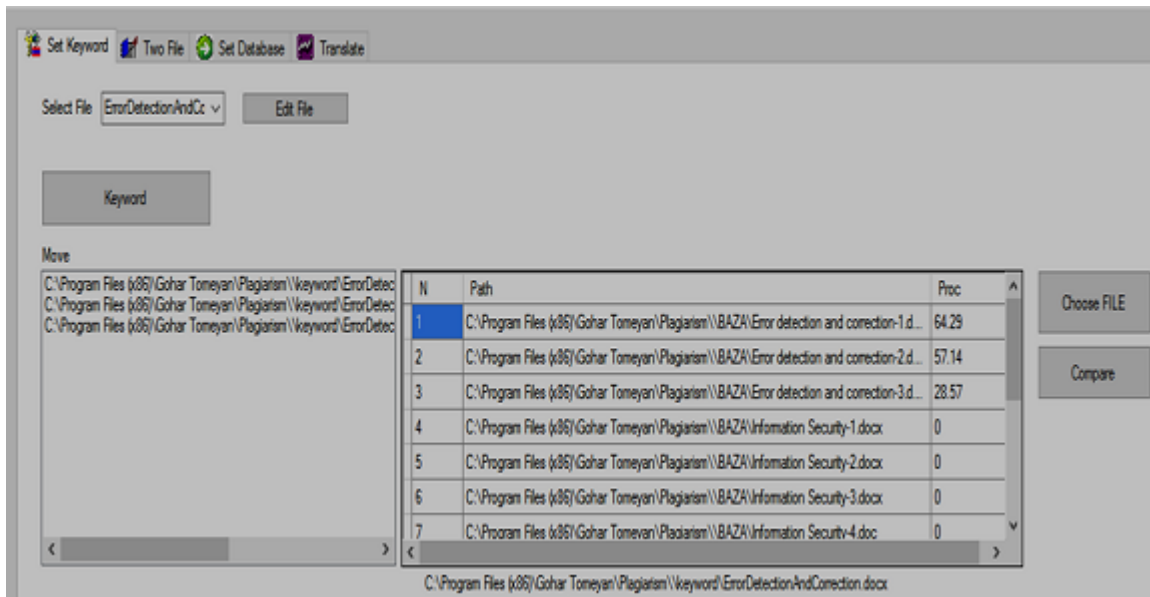 Set Keyword Two File Set Database Translate
Select File ErrorDetectionAndCc Edit File
Keyword
Move
C:\Program Files (x86)\Gohar Tomeyan\Plagiarism\\keyword\ErrorDetec
C:\Program Files (x86)\Gohar Tomeyan\Plagiarism\\keyword\ErrorDetec
C:\Program Files (x86)\Gohar Tomeyan\Plagiarism\\keyword\ErrorDetec
N Path Proc
1 C:\Program Files (x86)\Gohar Tomeyan\Plagiarism\\BAZA\Error detection and correction-1.d... 64.29
2 C:\Program Files (x86)\Gohar Tomeyan\Plagiarism\\BAZA\Error detection and correction-2.d... 57.14
3 C:\Program Files (x86)\Gohar Tomeyan\Plagiarism\\BAZA\Error detection and correction-3.d... 28.57
4 C:\Program Files (x86)\Gohar Tomeyan\Plagiarism\\BAZA\Information Security-1.docx 0
5 C:\Program Files (x86)\Gohar Tomeyan\Plagiarism\\BAZA\Information Security-2.docx 0
6 C:\Program Files (x86)\Gohar Tomeyan\Plagiarism\\BAZA\Information Security-3.docx 0
7 C:\Program Files (x86)\Gohar Tomeyan\Plagiarism\\BAZA\Information Security-4.doc 0
Choose FILE
Compare
C:\Program Files (x86)\Gohar Tomeyan\Plagiarism\\keyword\ErrorDetectionAndCorrection.docx